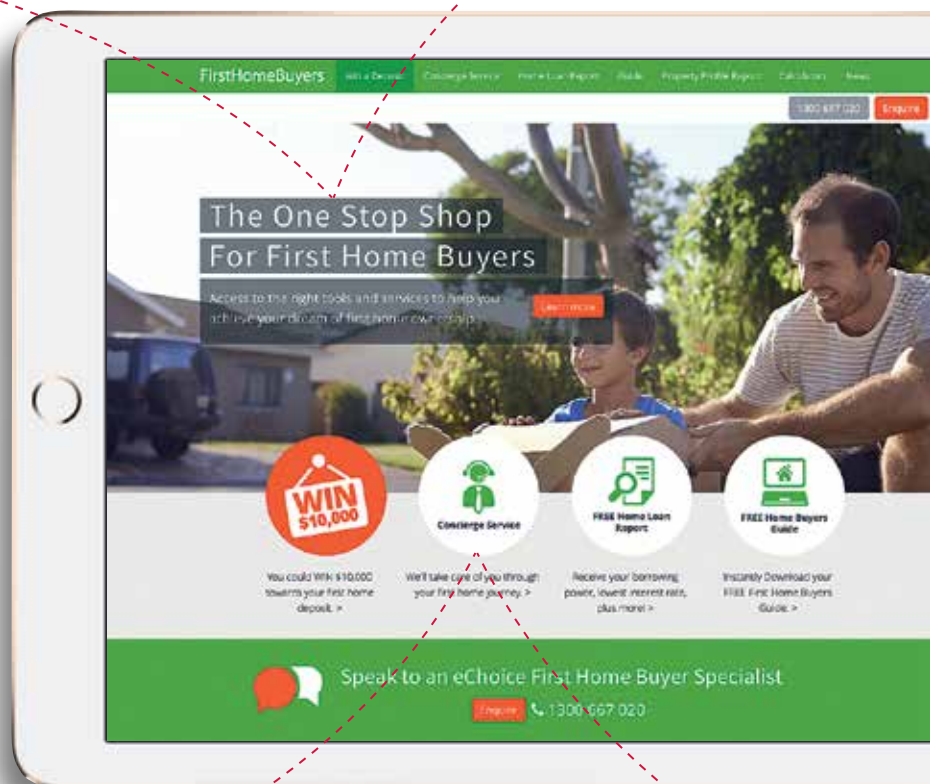 FirstHomeBuyers Win a Deposit Concierge Service Home Loan Report Guide Property Profile Report Calculators News
1300 667 020 Enquire
The One Stop Shop
For First Home Buyers
Access to the right tools and services to help you
achieve your dream of first home ownership.
Learn more
WIN
$10,000
Concierge Service
FREE Home Loan
Report
FREE Home Buyers
Guide
You could WIN $10,000
towards your first home
deposit. >
We'll take care of you through
your first home journey. >
Receive your borrowing
power, lowest interest rate,
plus more! >
Instantly Download your
FREE First Home Buyers
Guide. >
Speak to an eChoice First Home Buyer Specialist
Enquire 1300 667 020